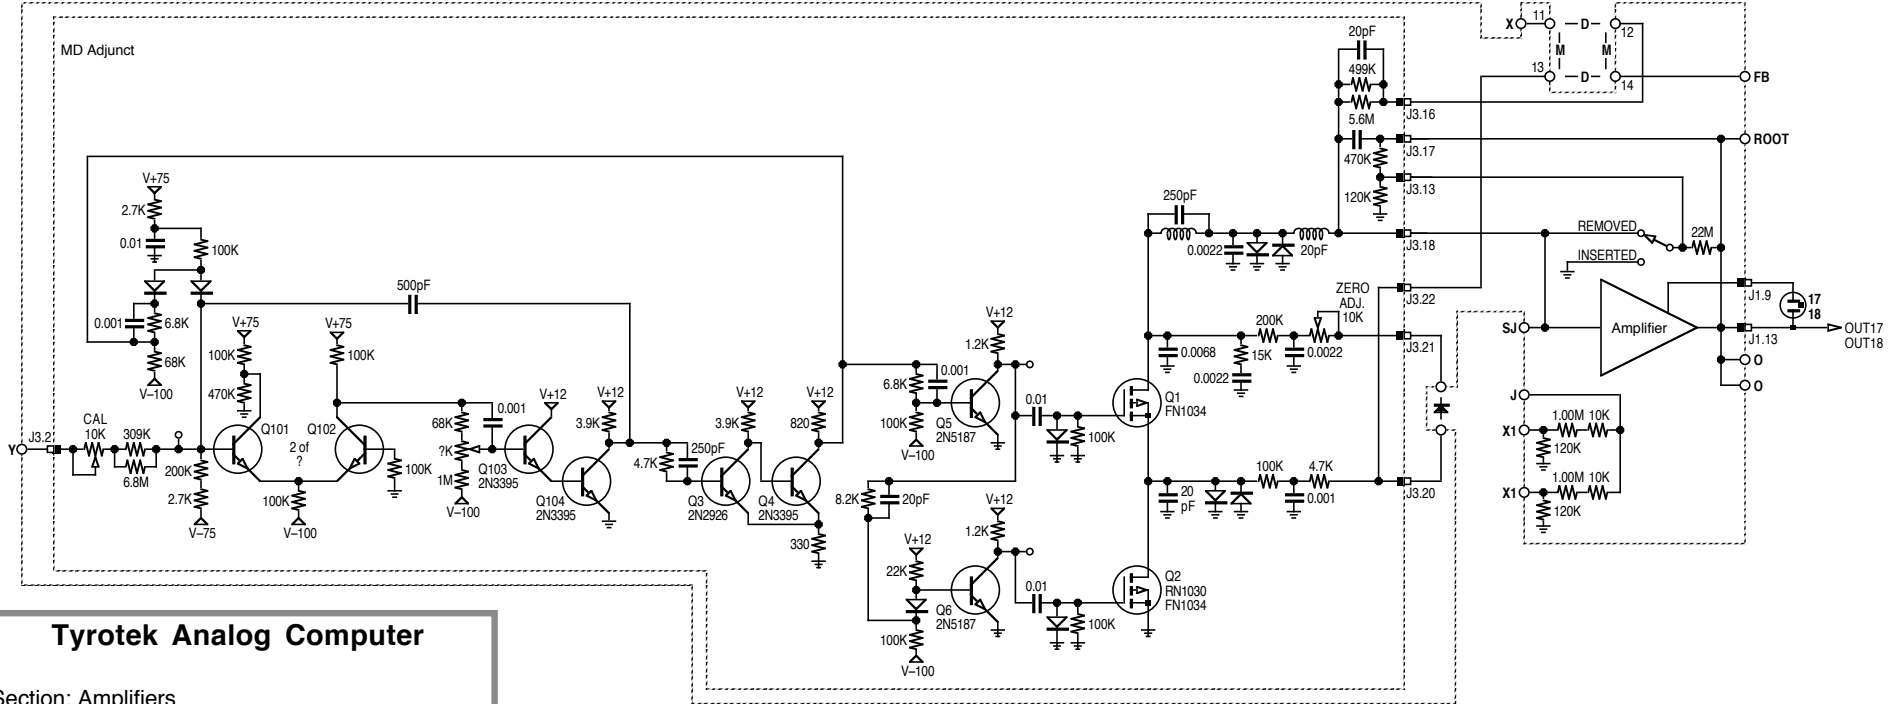 MD Adjunct
20pF
499K
5.6M
470K
120K
J3.16
J3.17
J3.13
J3.18
J3.22
J3.21
J3.20
X
11
12
13
14
D
M
M
D
FB
ROOT
REMOVED
INSERTED
22M
Amplifier
J1.9
J1.13
17
18
OUT17
OUT18
O
O
SJ
J
X1
1.00M 10K
120K
X1
1.00M 10K
120K
V+75
2.7K
0.01
100K
0.001
6.8K
68K
V–100
500pF
V+75
100K
470K
V+75
100K
Y
J3.2
CAL
10K
309K
6.8M
200K
2.7K
V–75
Q101
Q102
2 of
?
100K
V–100
100K
68K
?K
1M
V–100
0.001
V+12
Q103
2N3395
V+12
3.9K
Q104
2N3395
4.7K
250pF
V+12
3.9K
Q3
2N2926
V+12
820
Q4
2N3395
330
V+12
1.2K
6.8K
0.001
100K
V–100
Q5
2N5187
0.01
100K
8.2K
20pF
V+12
22K
100K
V–100
V+12
1.2K
Q6
2N5187
0.01
100K
Q1
FN1034
Q2
RN1030
FN1034
250pF
0.0022
20pF
0.0068
15K
0.0022
200K
0.0022
ZERO
ADJ.
10K
20
pF
100K
4.7K
0.001
Tyrotek Analog Computer
Section: Amplifiers